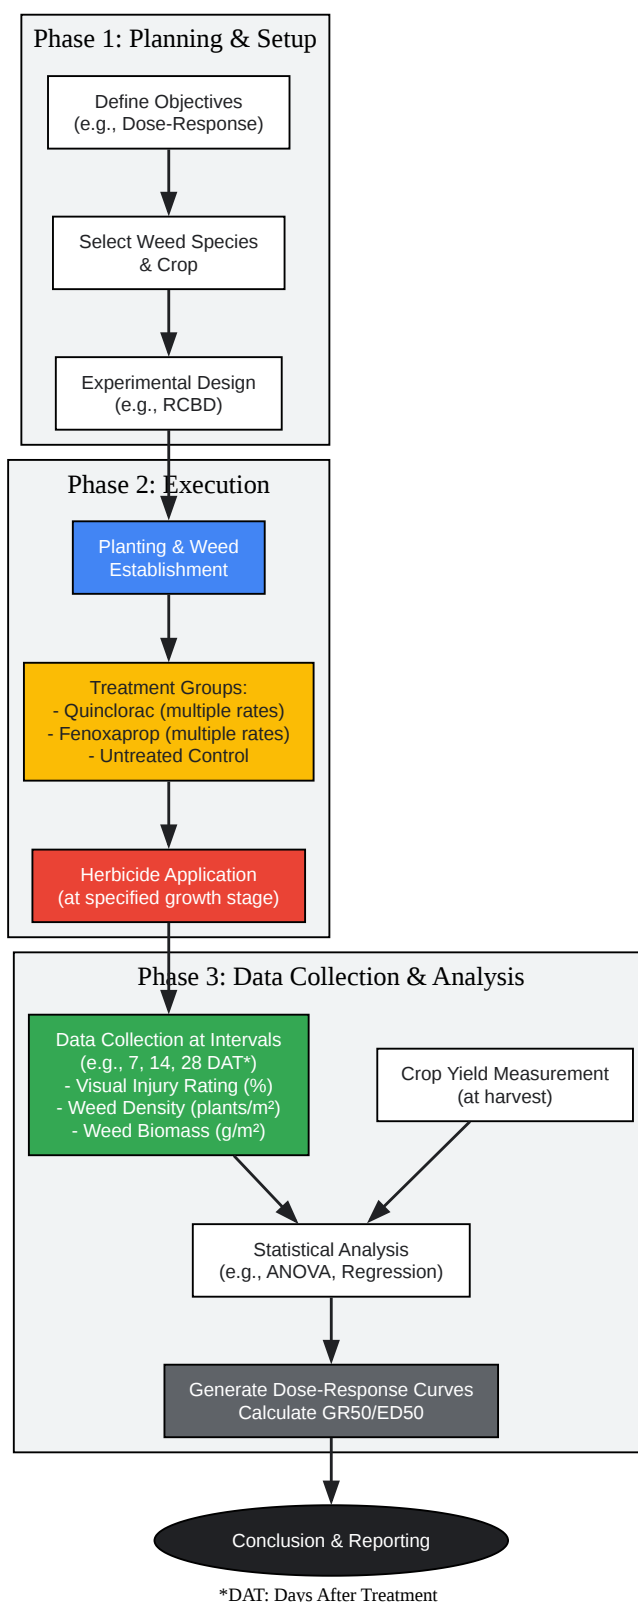 Phase 1: Planning & Setup
Define Objectives
(e.g., Dose-Response)
Select Weed Species
& Crop
Experimental Design
(e.g., RCBD)
Phase 2: Execution
Planting & Weed
Establishment
Treatment Groups:
- Quinclorac (multiple rates)
- Fenoxaprop (multiple rates)
- Untreated Control
Herbicide Application
(at specified growth stage)
Phase 3: Data Collection & Analysis
Data Collection at Intervals
(e.g., 7, 14, 28 DAT*)
- Visual Injury Rating (%)
- Weed Density (plants/m²)
- Weed Biomass (g/m²)
Crop Yield Measurement
(at harvest)
Statistical Analysis
(e.g., ANOVA, Regression)
Generate Dose-Response Curves
Calculate GR50/ED50
Conclusion & Reporting
*DAT: Days After Treatment